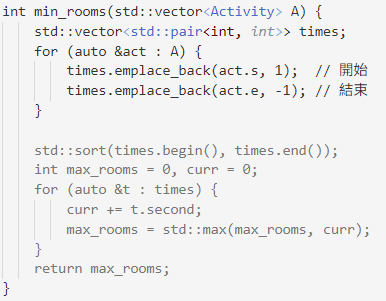 int min_rooms(std::vector<Activity> A) {
    std::vector<std::pair<int, int>> times;
    for (auto &act : A) {
        times.emplace_back(act.s, 1);  // 開始
        times.emplace_back(act.e, -1); // 結束
    }
    std::sort(times.begin(), times.end());
    int max_rooms = 0, curr = 0;
    for (auto &t : times) {
        curr += t.second;
        max_rooms = std::max(max_rooms, curr);
    }
    return max_rooms;
}